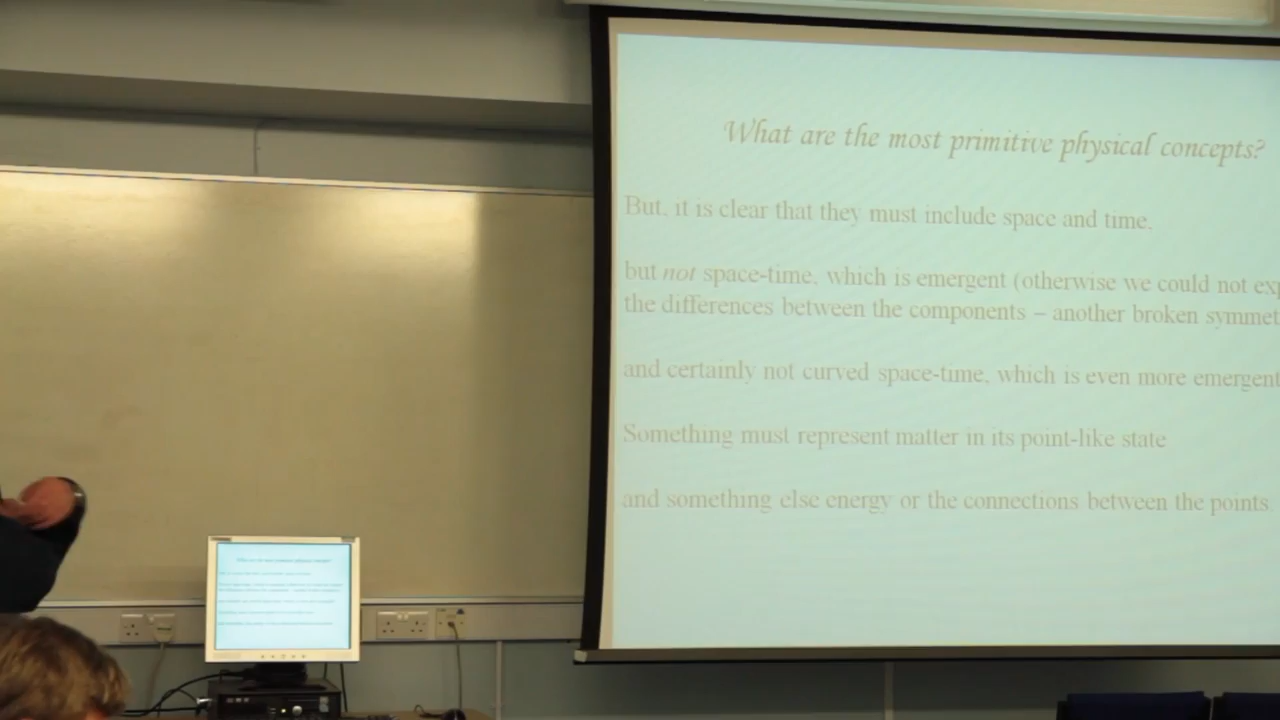 What are the most primitive physical concepts?
But, it is clear that they must include space and time.
but not space-time, which is emergent (otherwise we could not exp
the differences between the components – another broken symmet
and certainly not curved space-time, which is even more emergent
Something must represent matter in its point-like state
and something else energy or the connections between the points